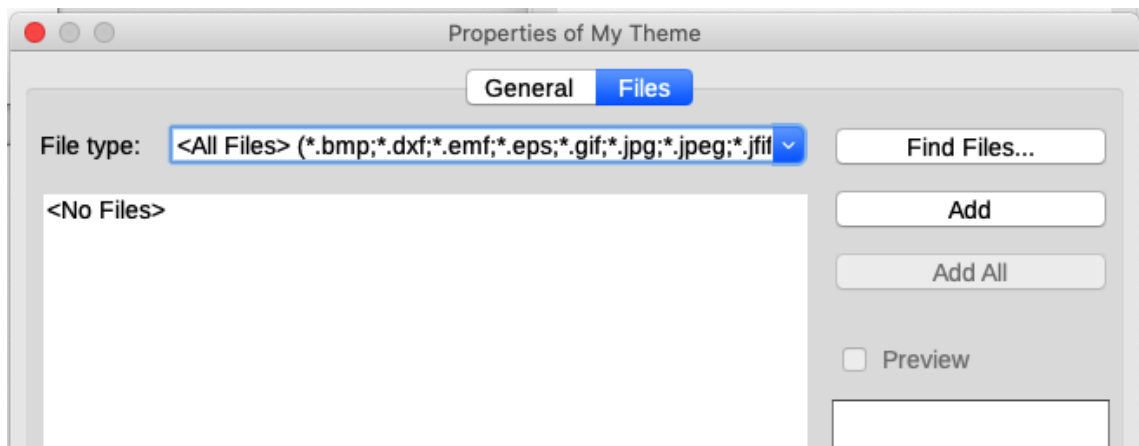 Properties of My Theme
General Files
File type: <All Files> (*.bmp;*.dxf;*.emf;*.eps;*.gif;*.jpg;*.jpeg;*.jfif Find Files...
<No Files>
Add
Add All
Preview